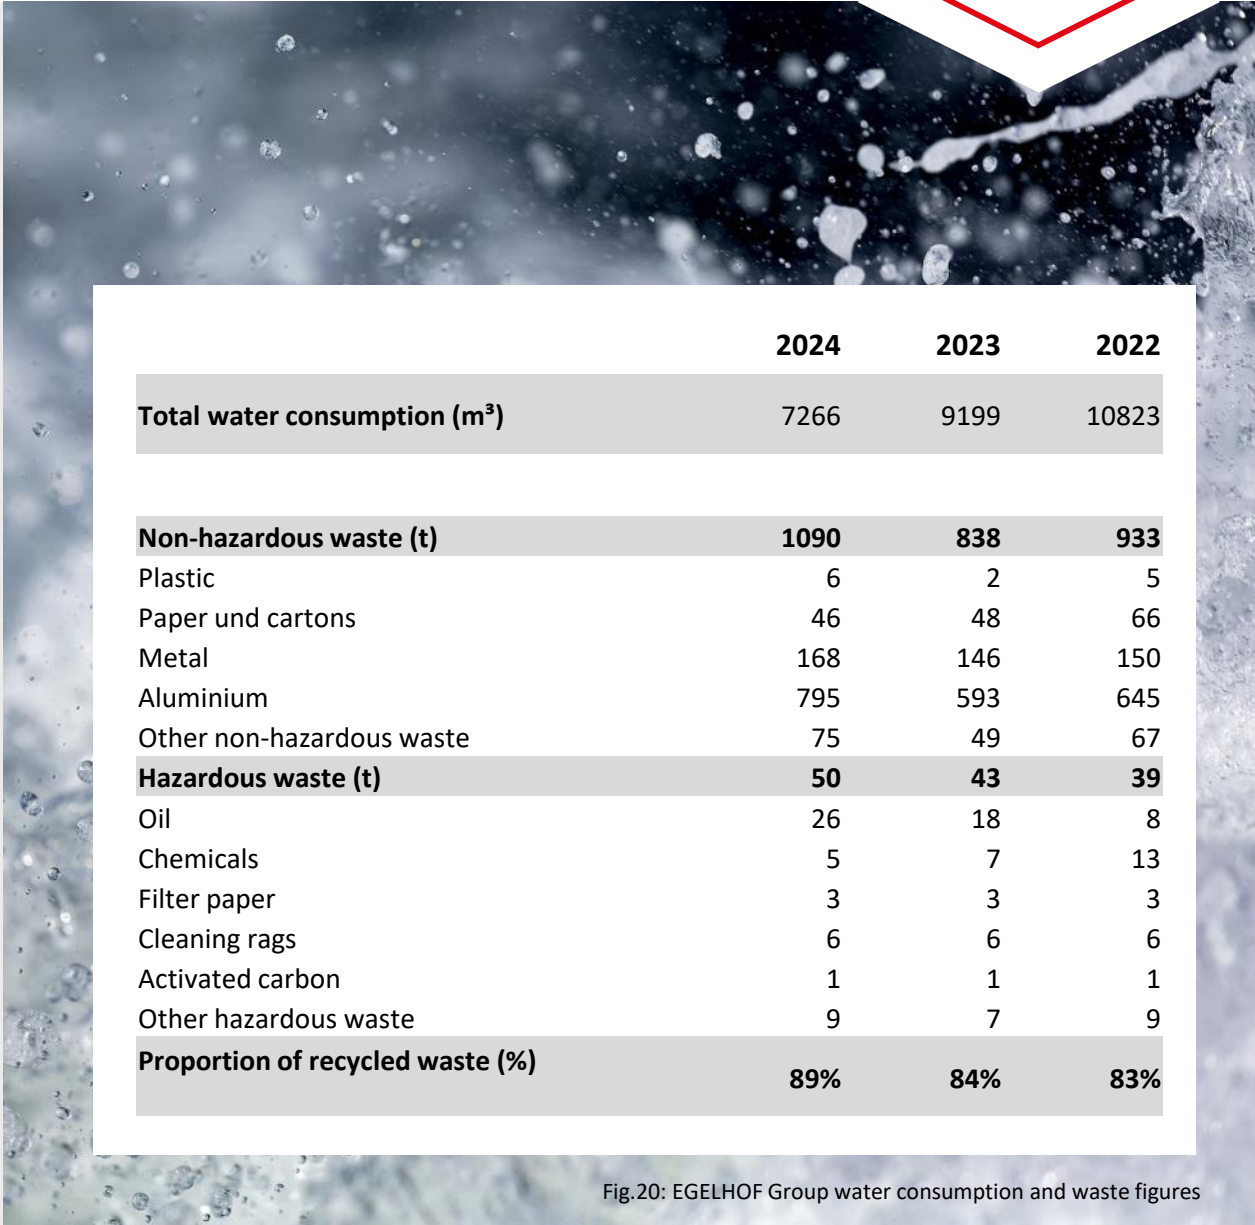 2024 2023 2022
Total water consumption (m³) 7266 9199 10823
Non-hazardous waste (t) 1090 838 933
Plastic 6 2 5
Paper und cartons 46 48 66
Metal 168 146 150
Aluminium 795 593 645
Other non-hazardous waste 75 49 67
Hazardous waste (t) 50 43 39
Oil 26 18 8
Chemicals 5 7 13
Filter paper 3 3 3
Cleaning rags 6 6 6
Activated carbon 1 1 1
Other hazardous waste 9 7 9
Proportion of recycled waste (%) 89% 84% 83%
Fig.20: EGELHOF Group water consumption and waste figures